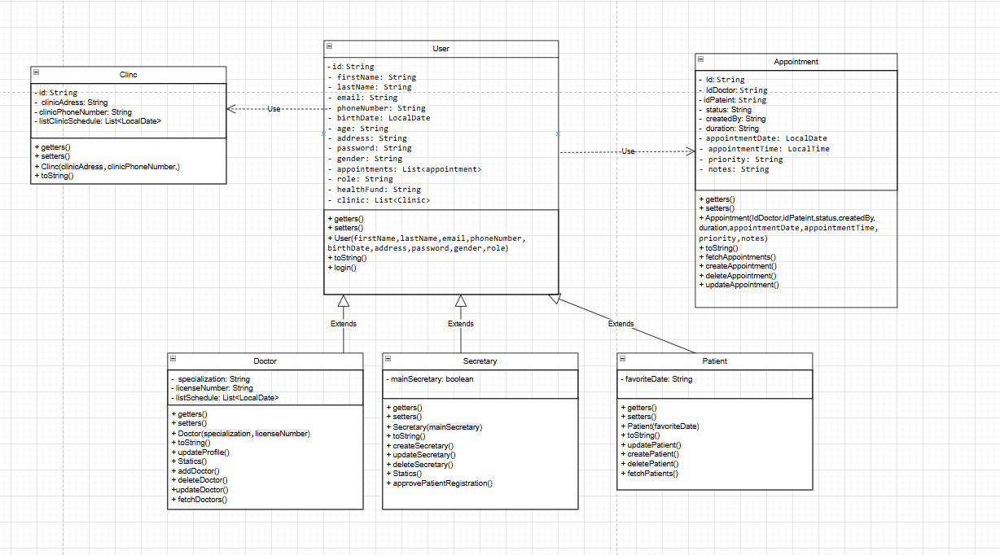 Clinc
- id: String
- clinicAdress: String
- clinicPhoneNumber: String
- listClinicSchedule: List<LocalDate>
+ getters()
+ setters()
+ Clinc(clinicAdress, clinicPhoneNumber,)
+ toString()
Use
User
- id: String
- firstName: String
- lastName: String
- email: String
- phoneNumber: String
- birthDate: LocalDate
- age: String
- address: String
- password: String
- gender: String
- appointments: List<appointment>
- role: String
- healthFund: String
- clinic: List<Clinic>
+ getters()
+ setters()
+ User(firstName,lastName,email,phoneNumber,
birthDate,address,password,gender,role)
+ toString()
+ login()
Use
Appointment
- Id: String
- IdDoctor: String
- idPateint: String
- status: String
- createdBy: String
- duration: String
- appointmentDate: LocalDate
- appointmentTime: LocalTime
- priority: String
- notes: String
+ getters()
+ setters()
+ Appointment(IdDoctor,idPateint,status,createdBy,
duration,appointmentDate,appointmentTime,
priority,notes)
+ toString()
+ fetchAppointments()
+ createAppointment()
+ deleteAppointment()
+ updateAppointment()
Extends
Extends
Extends
Doctor
- specialization: String
- licenseNumber: String
- listSchedule: List<LocalDate>
+ getters()
+ setters()
+ Doctor(specialization, licenseNumber)
+ toString()
+ updateProfile()
+ Statics()
+ addDoctor()
+ deleteDoctor()
+updateDoctor()
+ fetchDoctors()
Secretary
- mainSecretary: boolean
+ getters()
+ setters()
+ Secretary(mainSecretary)
+ toString()
+ createSecretary()
+ updateSecretary()
+ deleteSecretary()
+ Statics()
+ approvePatientRegistration()
Patient
- favoriteDate: String
+ getters()
+ setters()
+ Patient(favoriteDate)
+ toString()
+ updatePatient()
+ createPatient()
+ deletePatient()
+ fetchPatients()